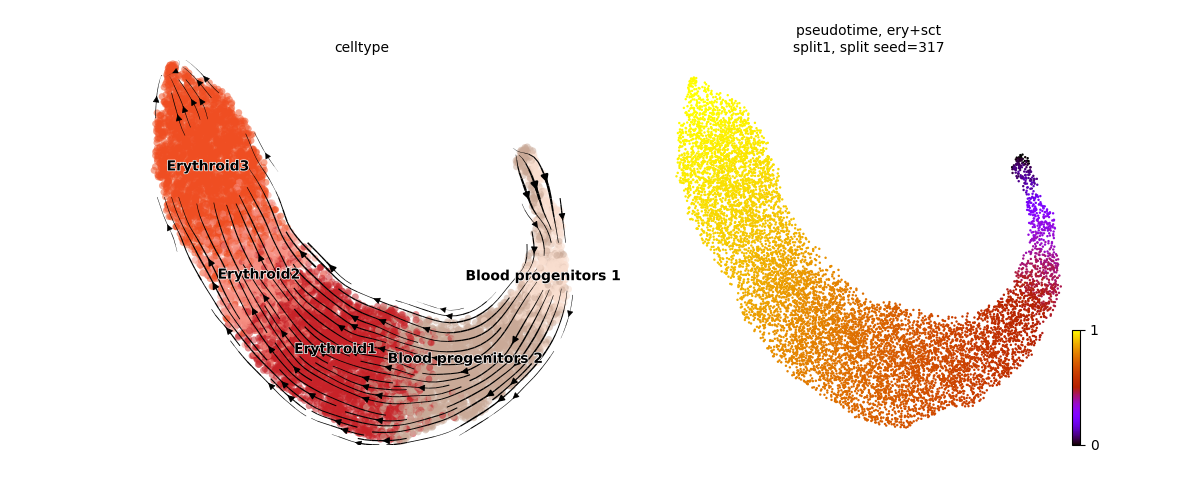 celltype
Erythroid3
Erythroid2
Blood progenitors 1
Erythroid1
Blood progenitors 2
pseudotime, ery+sct
split1, split seed=317
1
0